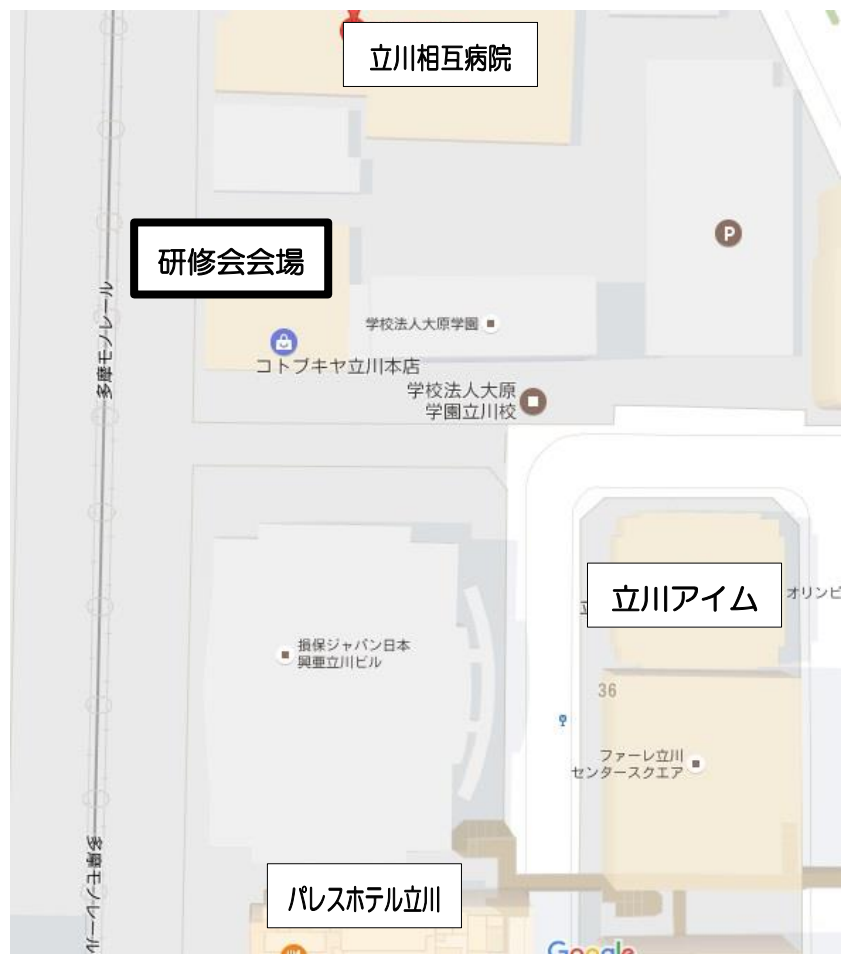 立川相互病院
P
研修会会場
多摩モノレール
学校法人大原学園
コトブキヤ立川本店
学校法人大原
学園立川校
立川アイム
オリンピ
損保ジャパン日本
興亜立川ビル
36
ファーレ立川
センタースクエア
多摩モノレール
パレスホテル立川
Google